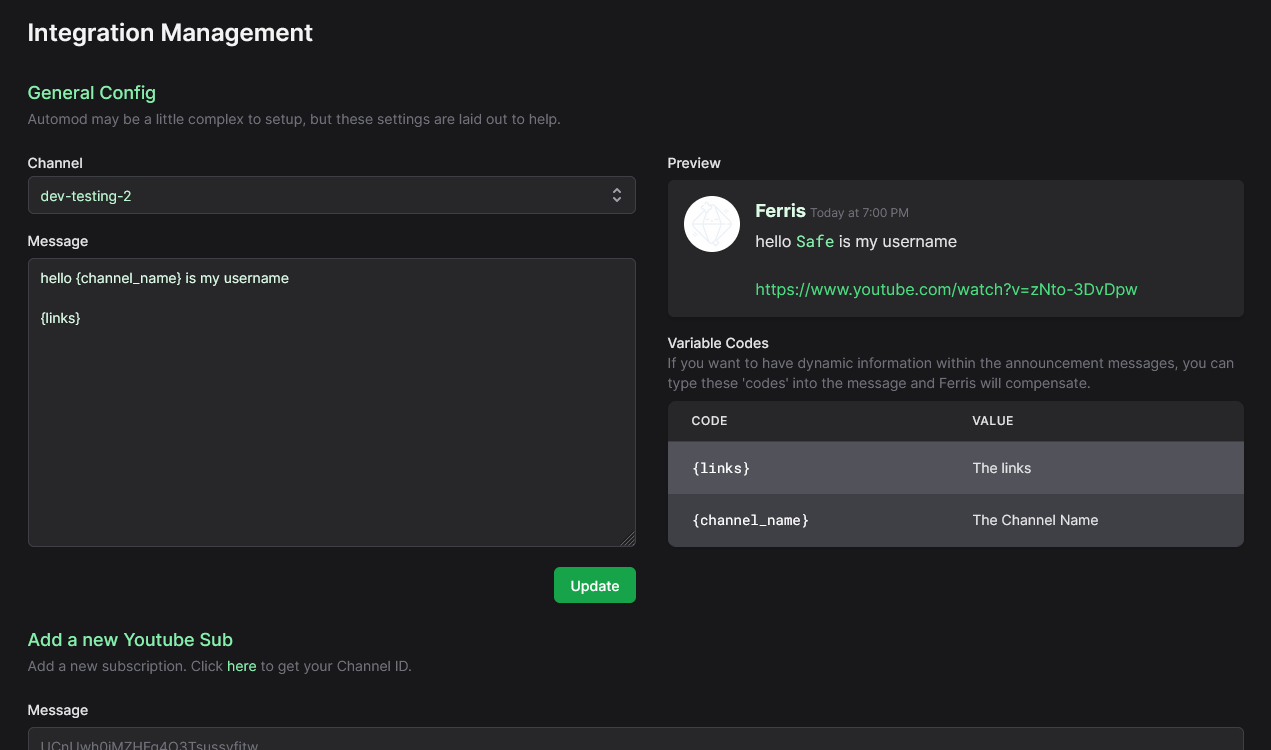 Integration Management
General Config
Automod may be a little complex to setup, but these settings are laid out to help.
Channel
dev-testing-2
Message
hello {channel_name} is my username
{links}
Update
Preview
Ferris Today at 7:00 PM
hello Safe is my username
https://www.youtube.com/watch?v=zNto-3DvDpw
Variable Codes
If you want to have dynamic information within the announcement messages, you can
type these 'codes' into the message and Ferris will compensate.
CODE VALUE
{links} The links
{channel_name} The Channel Name
Add a new Youtube Sub
Add a new subscription. Click here to get your Channel ID.
Message